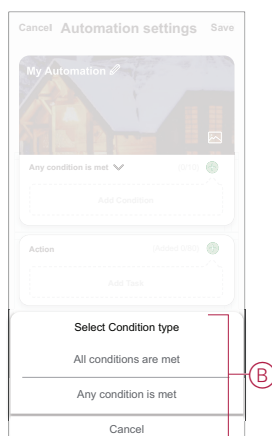 Cancel Automation settings Save
My Automation
Any condition is met
Add Condition
Action
Add Task
Select Condition type
All conditions are met
Any condition is met
Cancel
B